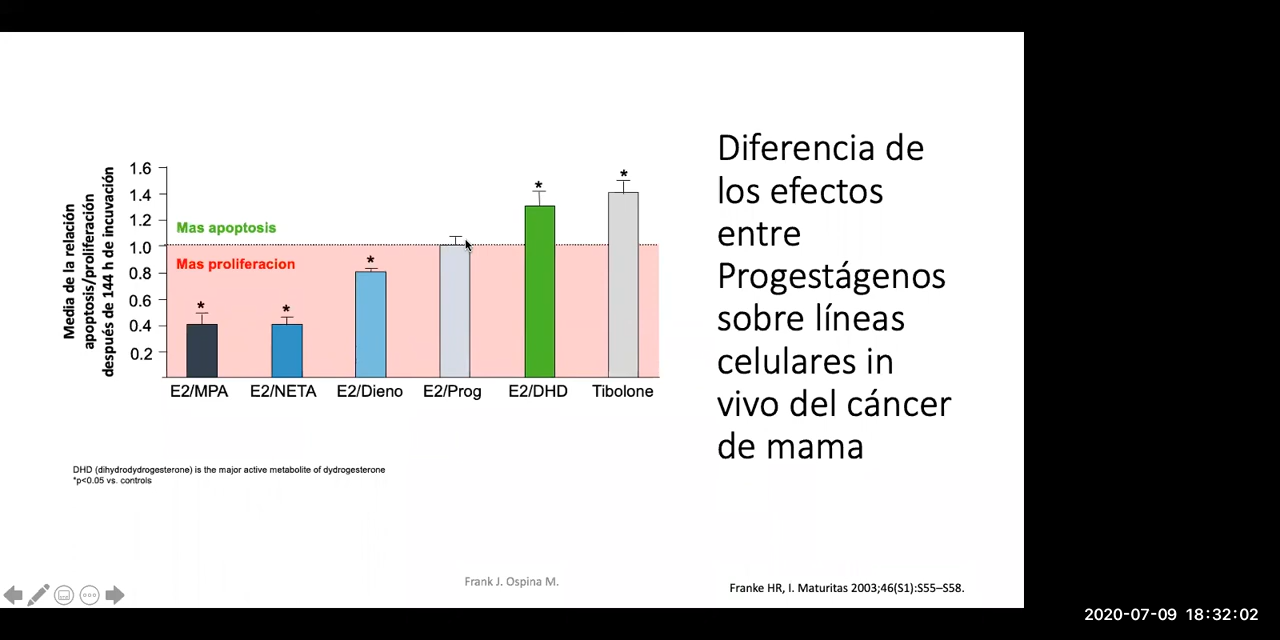 Media de la relación
apoptosis/proliferación
después de 144 h de incuvación
1.6
1.4
1.2
1.0
0.8
0.6
0.4
0.2
Mas apoptosis
Mas proliferacion
*
*
*
*
*
E2/MPA
E2/NETA
E2/Dieno
E2/Prog
E2/DHD
Tibolone
DHD (dihydrodydrogesterone) is the major active metabolite of dydrogesterone
*p<0.05 vs. controls
Diferencia de
los efectos
entre
Progestágenos
sobre líneas
celulares in
vivo del cáncer
de mama
Frank J. Ospina M.
Franke HR, l. Maturitas 2003;46(S1):S55–S58.
2020-07-09 18:32:02